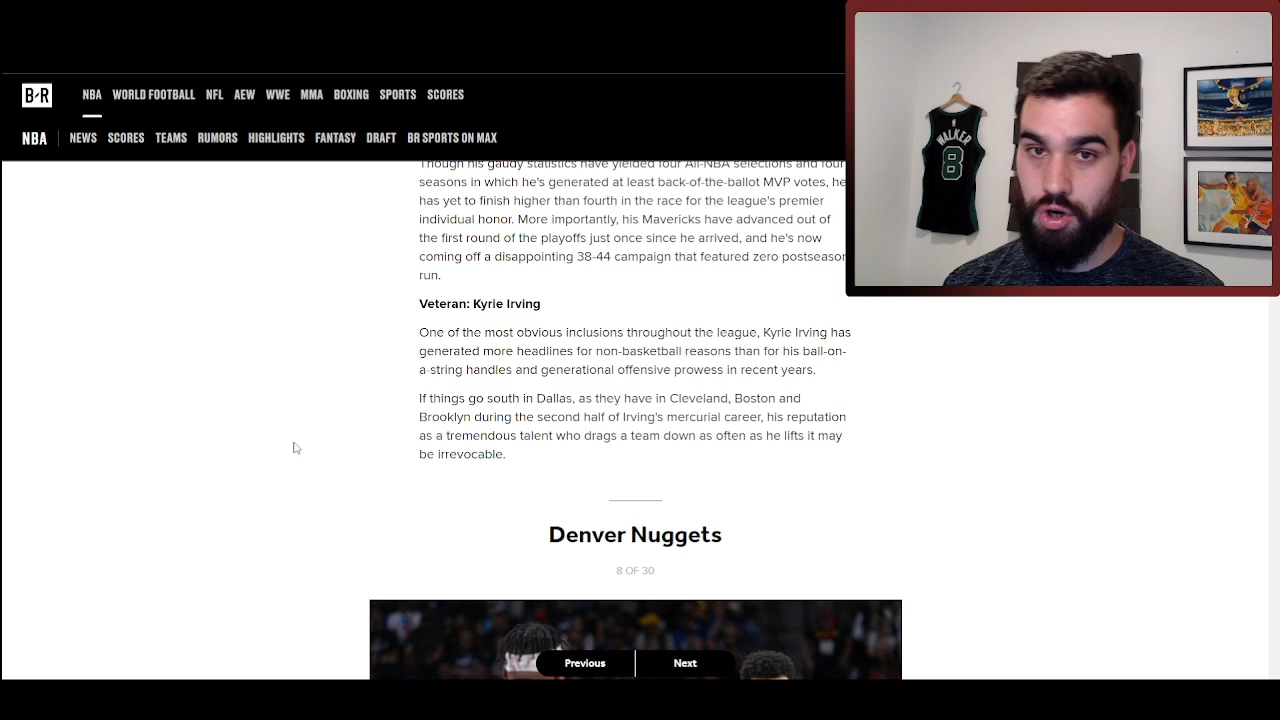 B/R
NBA WORLD FOOTBALL NFL AEW WWE MMA BOXING SPORTS SCORES
NBA NEWS SCORES TEAMS RUMORS HIGHLIGHTS FANTASY DRAFT BR SPORTS ON MAX
Though his gaudy statistics have yielded four All-NBA selections and four
seasons in which he's generated at least back-of-the-ballot MVP votes, he
has yet to finish higher than fourth in the race for the league's premier
individual honor. More importantly, his Mavericks have advanced out of
the first round of the playoffs just once since he arrived, and he's now
coming off a disappointing 38-44 campaign that featured zero postseason
run.
Veteran: Kyrie Irving
One of the most obvious inclusions throughout the league, Kyrie Irving has
generated more headlines for non-basketball reasons than for his ball-on-
a-string handles and generational offensive prowess in recent years.
If things go south in Dallas, as they have in Cleveland, Boston and
Brooklyn during the second half of Irving's mercurial career, his reputation
as a tremendous talent who drags a team down as often as he lifts it may
be irrevocable.
Denver Nuggets
8 OF 30
Previous Next
WALKER
8